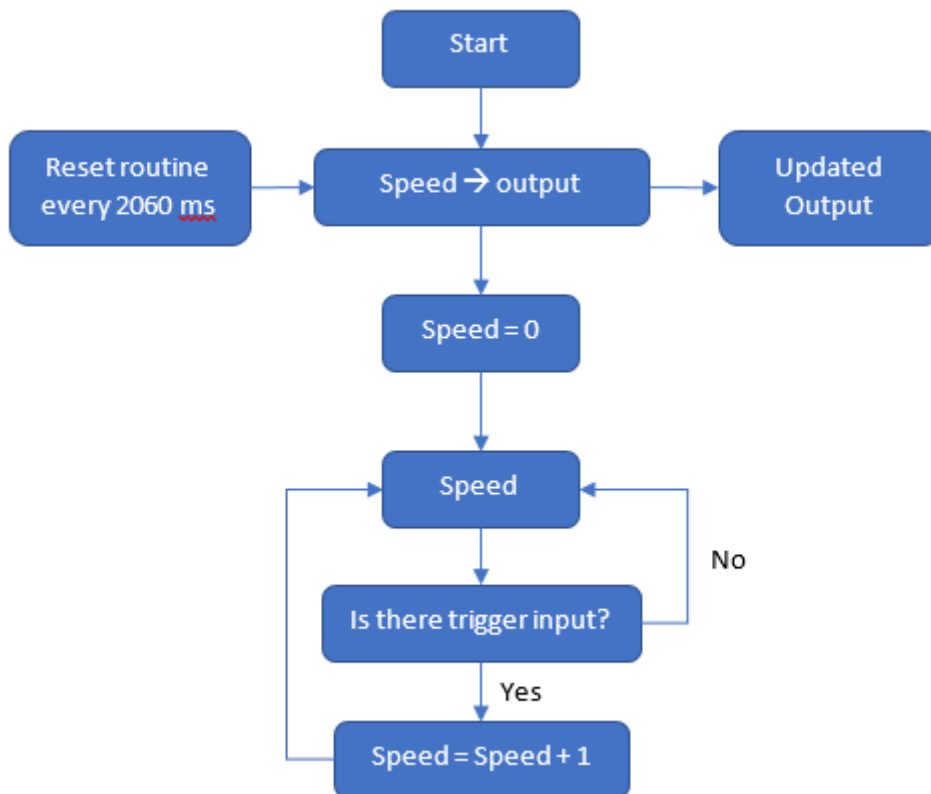 Start
Reset routine
every 2060 ms
Speed → output
Updated
Output
Speed = 0
Speed
No
Is there trigger input?
Yes
Speed = Speed + 1